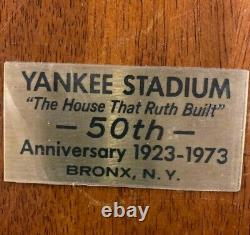 YANKEE STADIUM
"The House That Ruth Built"
— 50th —
Anniversary 1923-1973
BRONX, N.Y.
ebay